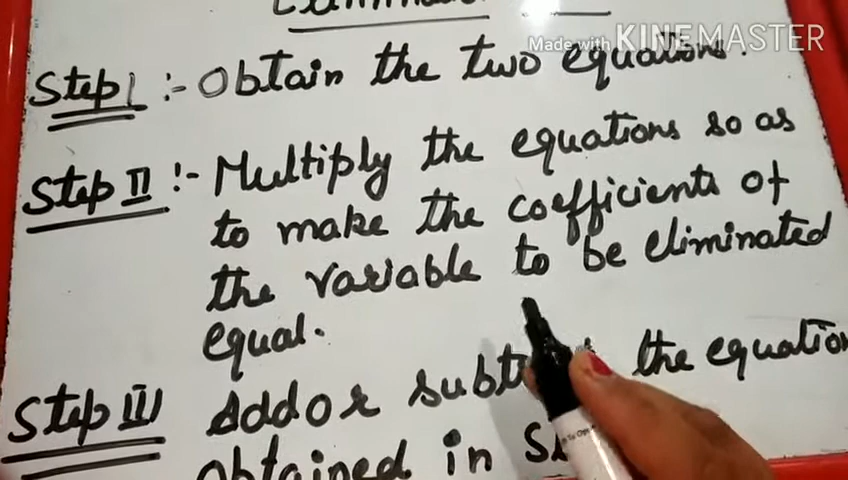 Made with KINEMASTER
Step I :- Obtain the two equations.
Step II :- Multiply the equations so as
to make the coefficients of
the variable to be eliminated
equal.
Step III Add or the equation
obtained in